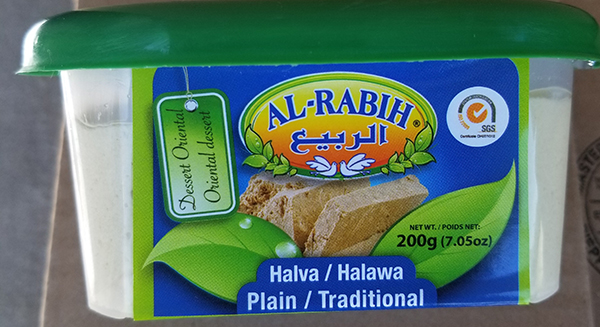 Dessert Oriental
Oriental dessert
AL-RABIH®
الربيع
SGS
NET WT. / POIDS NET:
200g (7.05oz)
Halva / Halawa
Plain / Traditional